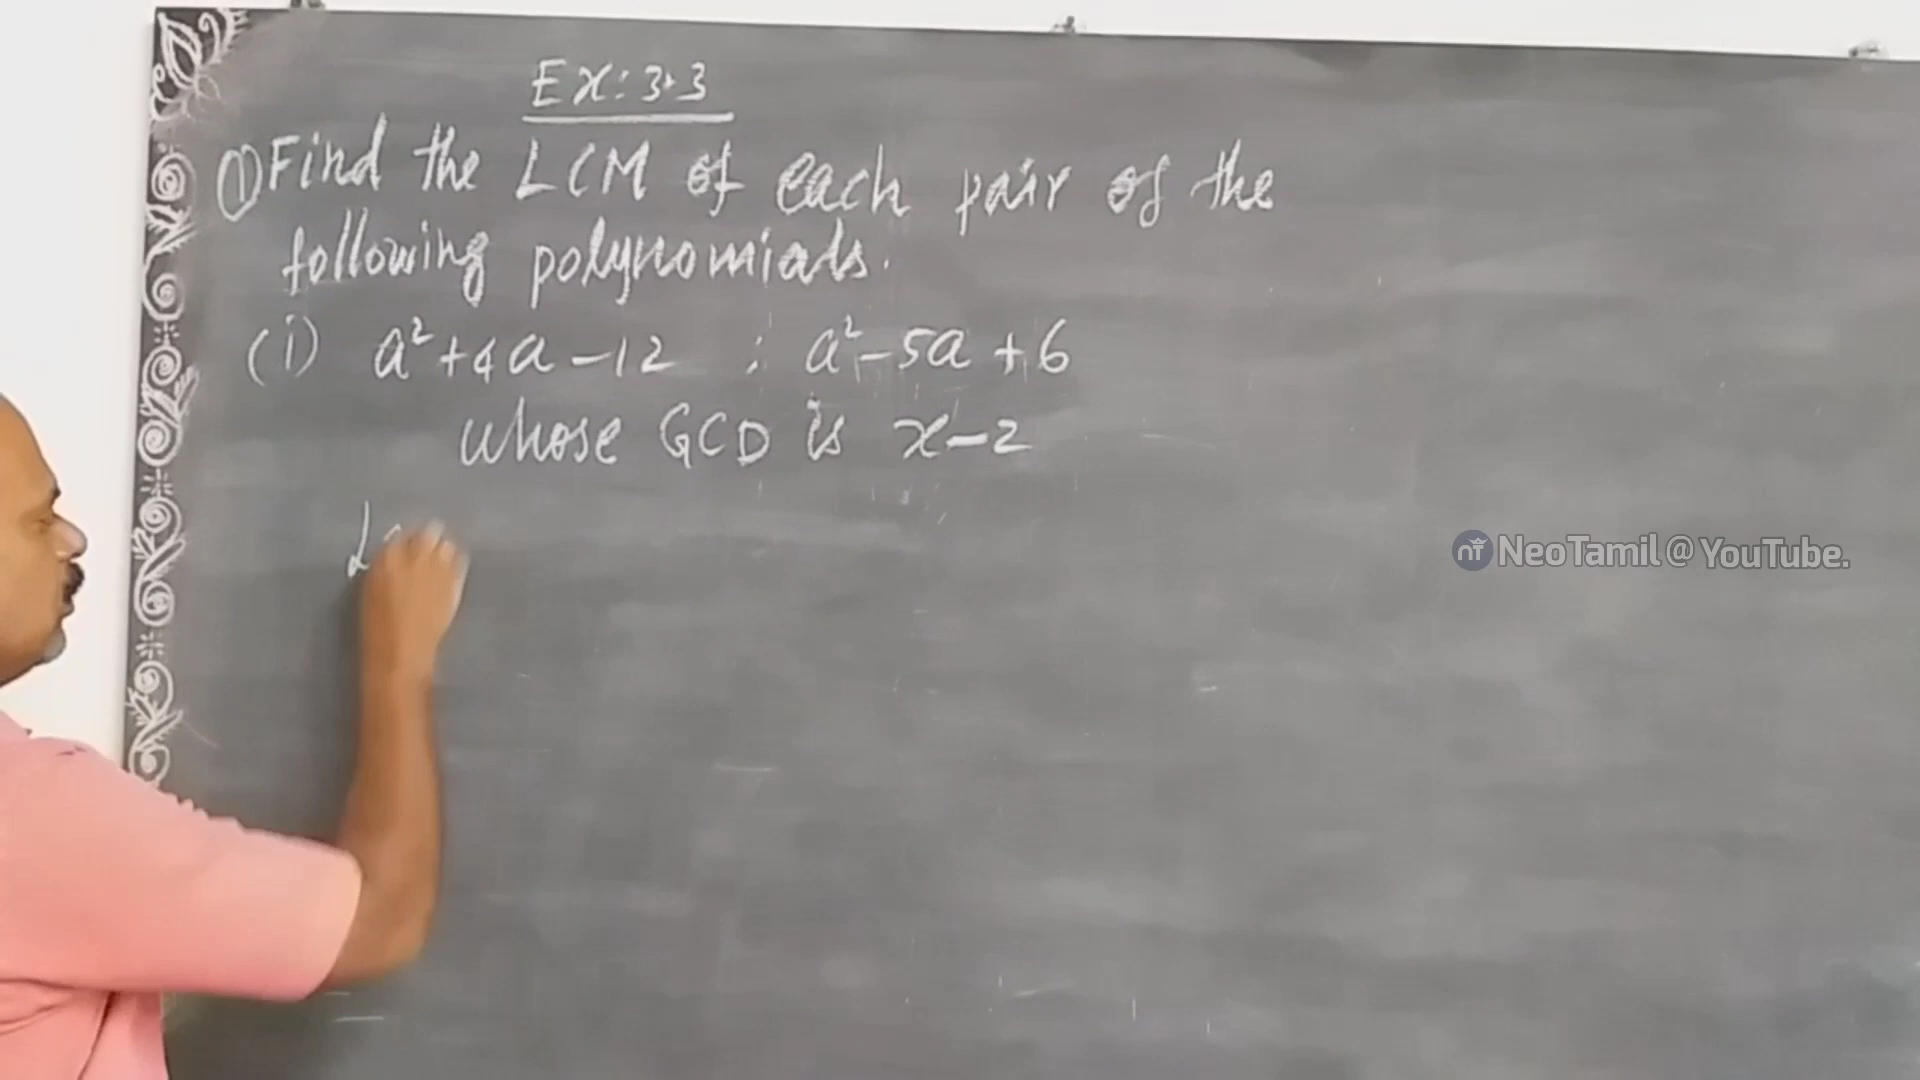 Ex: 3.3
① Find the LCM of each pair of the
following polynomials.
(i) a²+4a-12 ; a²-5a+6
whose GCD is x-2
L
NeoTamil @ YouTube.